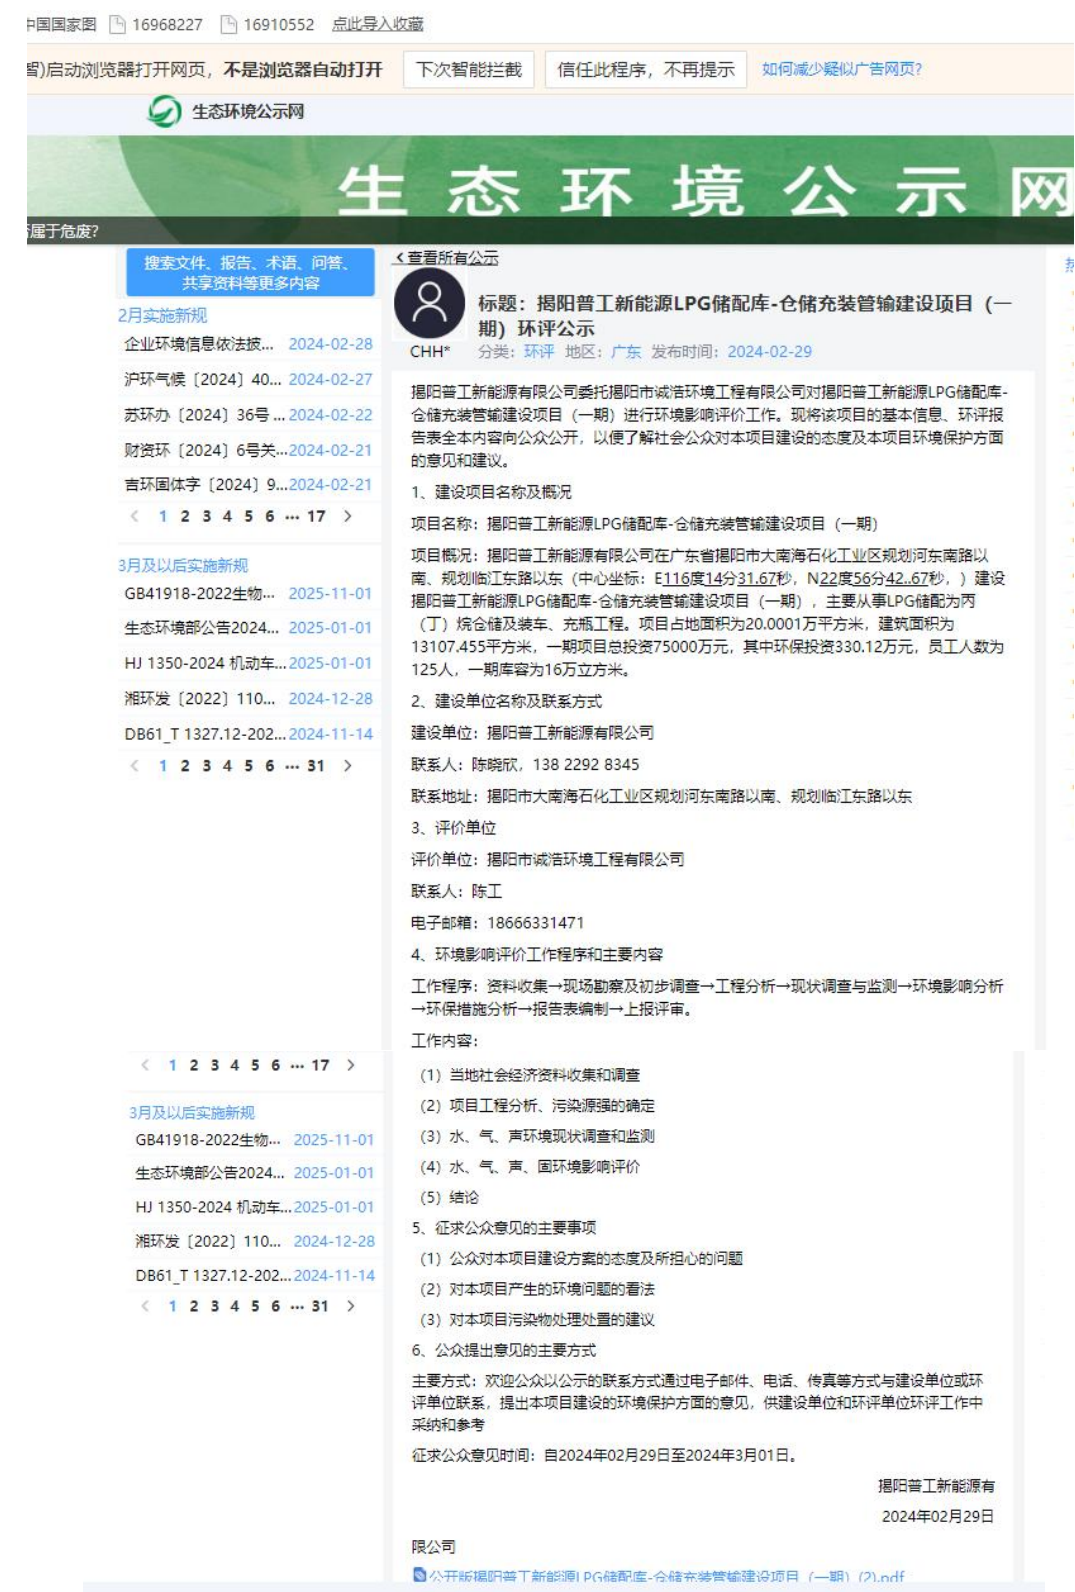 中国国家图 16968227 16910552 点此导入收藏
智)启动浏览器打开网页，不是浏览器自动打开 下次智能拦截 信任此程序，不再提示 如何减少疑似广告网页?
生态环境公示网
生态环境公示网
属于危废?
搜索文件、报告、术语、问答、
共享资料等更多内容
2月实施新规
企业环境信息依法披... 2024-02-28
沪环气候〔2024〕40... 2024-02-27
苏环办〔2024〕36号 ... 2024-02-22
财资环〔2024〕6号关... 2024-02-21
吉环固体字〔2024〕9... 2024-02-21
< 1 2 3 4 5 6 ··· 17 >
3月及以后实施新规
GB41918-2022生物... 2025-11-01
生态环境部公告2024... 2025-01-01
HJ 1350-2024 机动车... 2025-01-01
湘环发〔2022〕110... 2024-12-28
DB61_T 1327.12-202... 2024-11-14
< 1 2 3 4 5 6 ··· 31 >
<查看所有公示
标题：揭阳普工新能源LPG储配库-仓储充装管输建设项目（一
期）环评公示
CHH* 分类：环评 地区：广东 发布时间：2024-02-29
揭阳普工新能源有限公司委托揭阳市诚浩环境工程有限公司对揭阳普工新能源LPG储配库-
仓储充装管输建设项目（一期）进行环境影响评价工作。现将该项目的基本信息、环评报
告表全本内容向公众公开，以便了解社会公众对本项目建设的态度及本项目环境保护方面
的意见和建议。
1、建设项目名称及概况
项目名称：揭阳普工新能源LPG储配库-仓储充装管输建设项目（一期）
项目概况：揭阳普工新能源有限公司在广东省揭阳市大南海石化工业区规划河东南路以
南、规划临江东路以东（中心坐标：E116度14分31.67秒，N22度56分42..67秒，）建设
揭阳普工新能源LPG储配库-仓储充装管输建设项目（一期），主要从事LPG储配为丙
（丁）烷仓储及装车、充瓶工程。项目占地面积为20.0001万平方米，建筑面积为
13107.455平方米，一期项目总投资75000万元，其中环保投资330.12万元，员工人数为
125人，一期库容为16万立方米。
2、建设单位名称及联系方式
建设单位：揭阳普工新能源有限公司
联系人：陈晓欣，138 2292 8345
联系地址：揭阳市大南海石化工业区规划河东南路以南、规划临江东路以东
3、评价单位
评价单位：揭阳市诚浩环境工程有限公司
联系人：陈工
电子邮箱：18666331471
4、环境影响评价工作程序和主要内容
工作程序：资料收集→现场勘察及初步调查→工程分析→现状调查与监测→环境影响分析
→环保措施分析→报告表编制→上报评审。
工作内容：
< 1 2 3 4 5 6 ··· 17 >
3月及以后实施新规
GB41918-2022生物... 2025-11-01
生态环境部公告2024... 2025-01-01
HJ 1350-2024 机动车... 2025-01-01
湘环发〔2022〕110... 2024-12-28
DB61_T 1327.12-202... 2024-11-14
< 1 2 3 4 5 6 ··· 31 >
（1）当地社会经济资料收集和调查
（2）项目工程分析、污染源强的确定
（3）水、气、声环境现状调查和监测
（4）水、气、声、固环境影响评价
（5）结论
5、征求公众意见的主要事项
（1）公众对本项目建设方案的态度及所担心的问题
（2）对本项目产生的环境问题的看法
（3）对本项目污染物处理处置的建议
6、公众提出意见的主要方式
主要方式：欢迎公众以公示的联系方式通过电子邮件、电话、传真等方式与建设单位或环
评单位联系，提出本项目建设的环境保护方面的意见，供建设单位和环评单位环评工作中
采纳和参考
征求公众意见时间：自2024年02月29日至2024年3月01日。
揭阳普工新能源有
2024年02月29日
限公司
公开版揭阳普工新能源LPG储配库-仓储充装管输建设项目（一期）(2).pdf